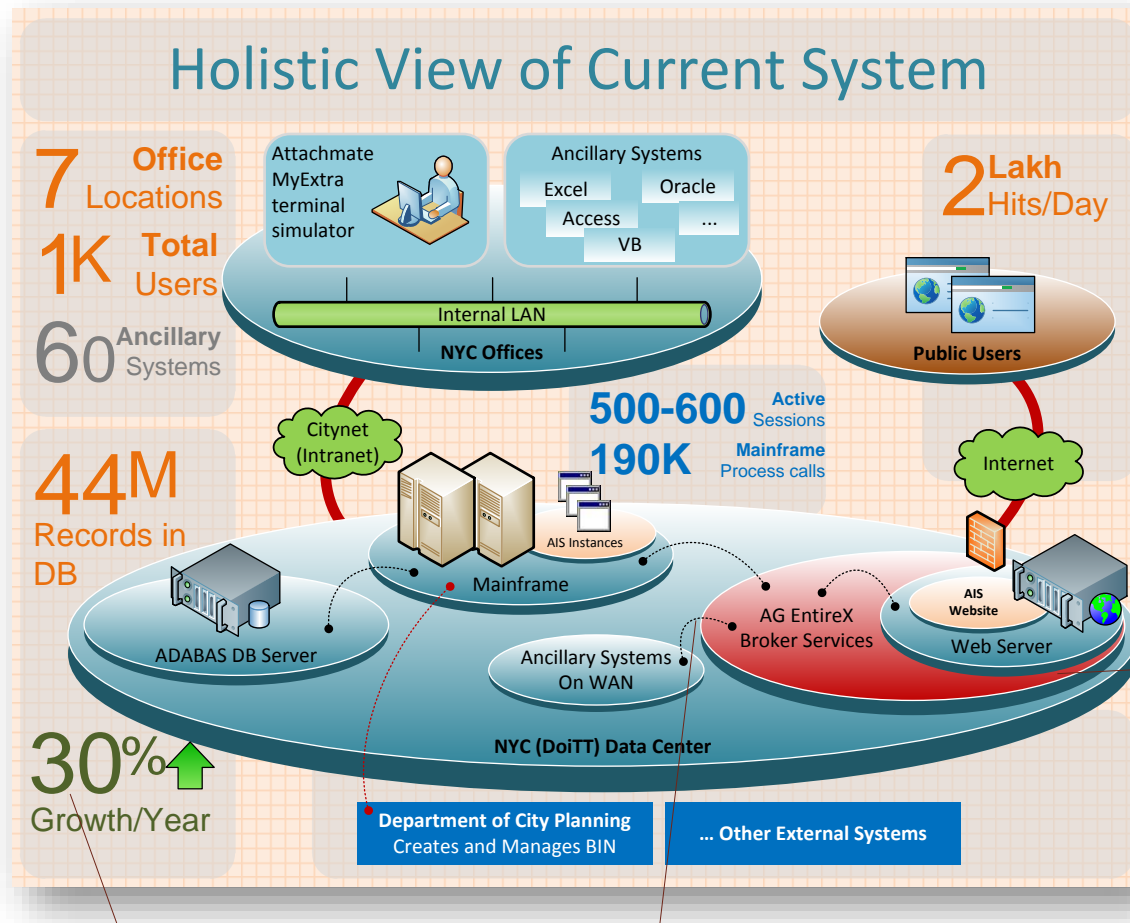 Holistic View of Current System
7 Office
Locations
1K Total
Users
60 Ancillary
Systems
Attachmate
MyExtra
terminal
simulator
Ancillary Systems
Excel
Oracle
Access
...
VB
Internal LAN
NYC Offices
2 Lakh
Hits/Day
Public Users
500-600 Active
Sessions
190K Mainframe
Process calls
Citynet
(Intranet)
Internet
44M
Records in
DB
AIS Instances
Mainframe
ADABAS DB Server
AG EntireX
Broker Services
AIS
Website
Web Server
Ancillary Systems
On WAN
NYC (DoiTT) Data Center
30%
Growth/Year
Department of City Planning
Creates and Manages BIN
... Other External Systems